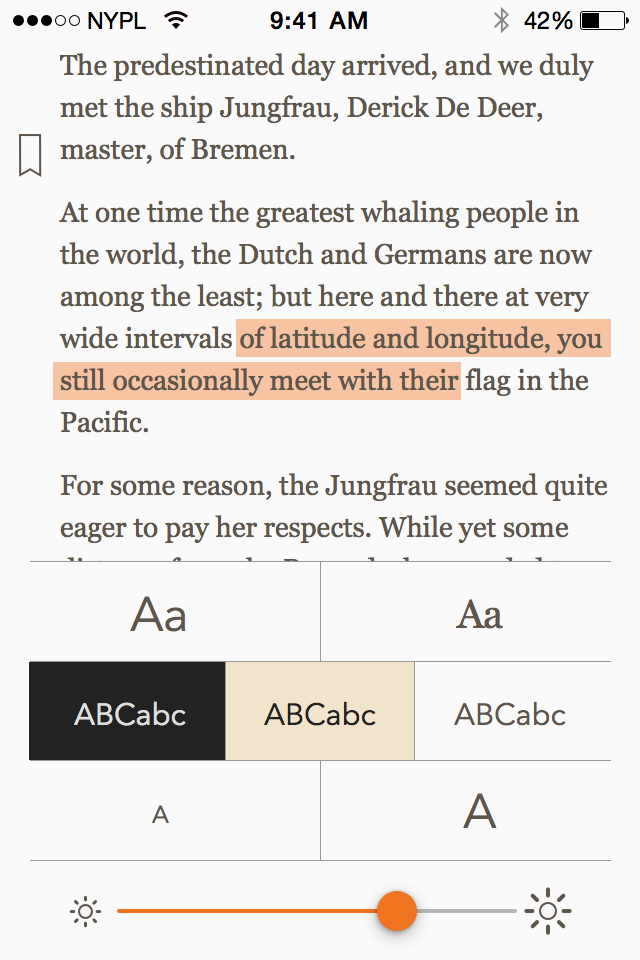 NYPL 9:41 AM 42%
The predestinated day arrived, and we duly
met the ship Jungfrau, Derick De Deer,
master, of Bremen.
At one time the greatest whaling people in
the world, the Dutch and Germans are now
among the least; but here and there at very
wide intervals of latitude and longitude, you
still occasionally meet with their flag in the
Pacific.
For some reason, the Jungfrau seemed quite
eager to pay her respects. While yet some
Aa Aa
ABCabc ABCabc ABCabc
A A